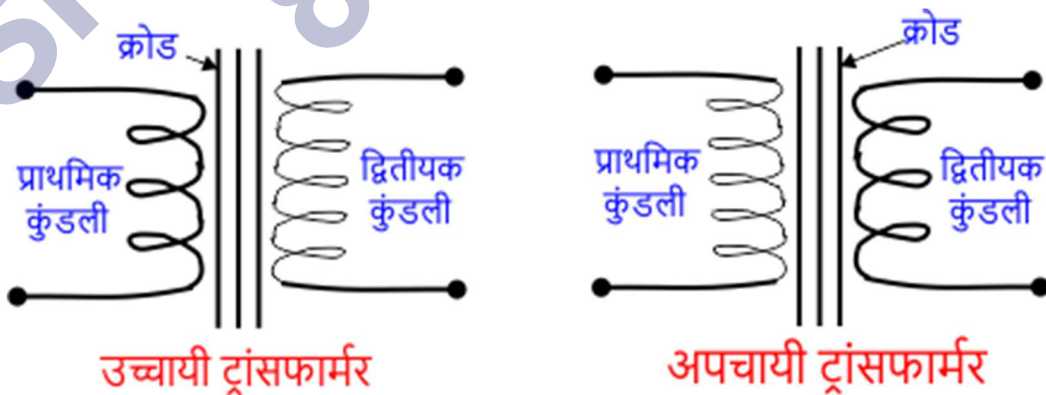 क्रोड
प्राथमिक
कुंडली
द्वितीयक
कुंडली
उच्चायी ट्रांसफार्मर
क्रोड
प्राथमिक
कुंडली
द्वितीयक
कुंडली
अपचायी ट्रांसफार्मर